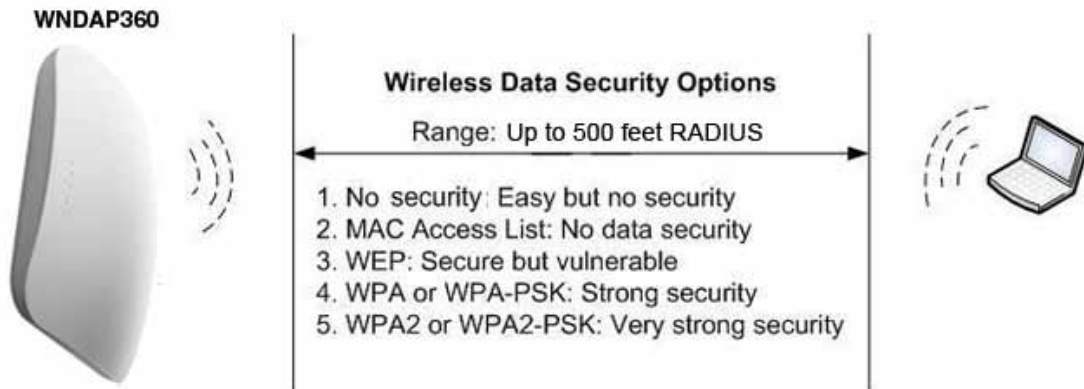 WNDAP360
Wireless Data Security Options
Range: Up to 500 feet RADIUS
1. No security: Easy but no security
2. MAC Access List: No data security
3. WEP: Secure but vulnerable
4. WPA or WPA-PSK: Strong security
5. WPA2 or WPA2-PSK: Very strong security